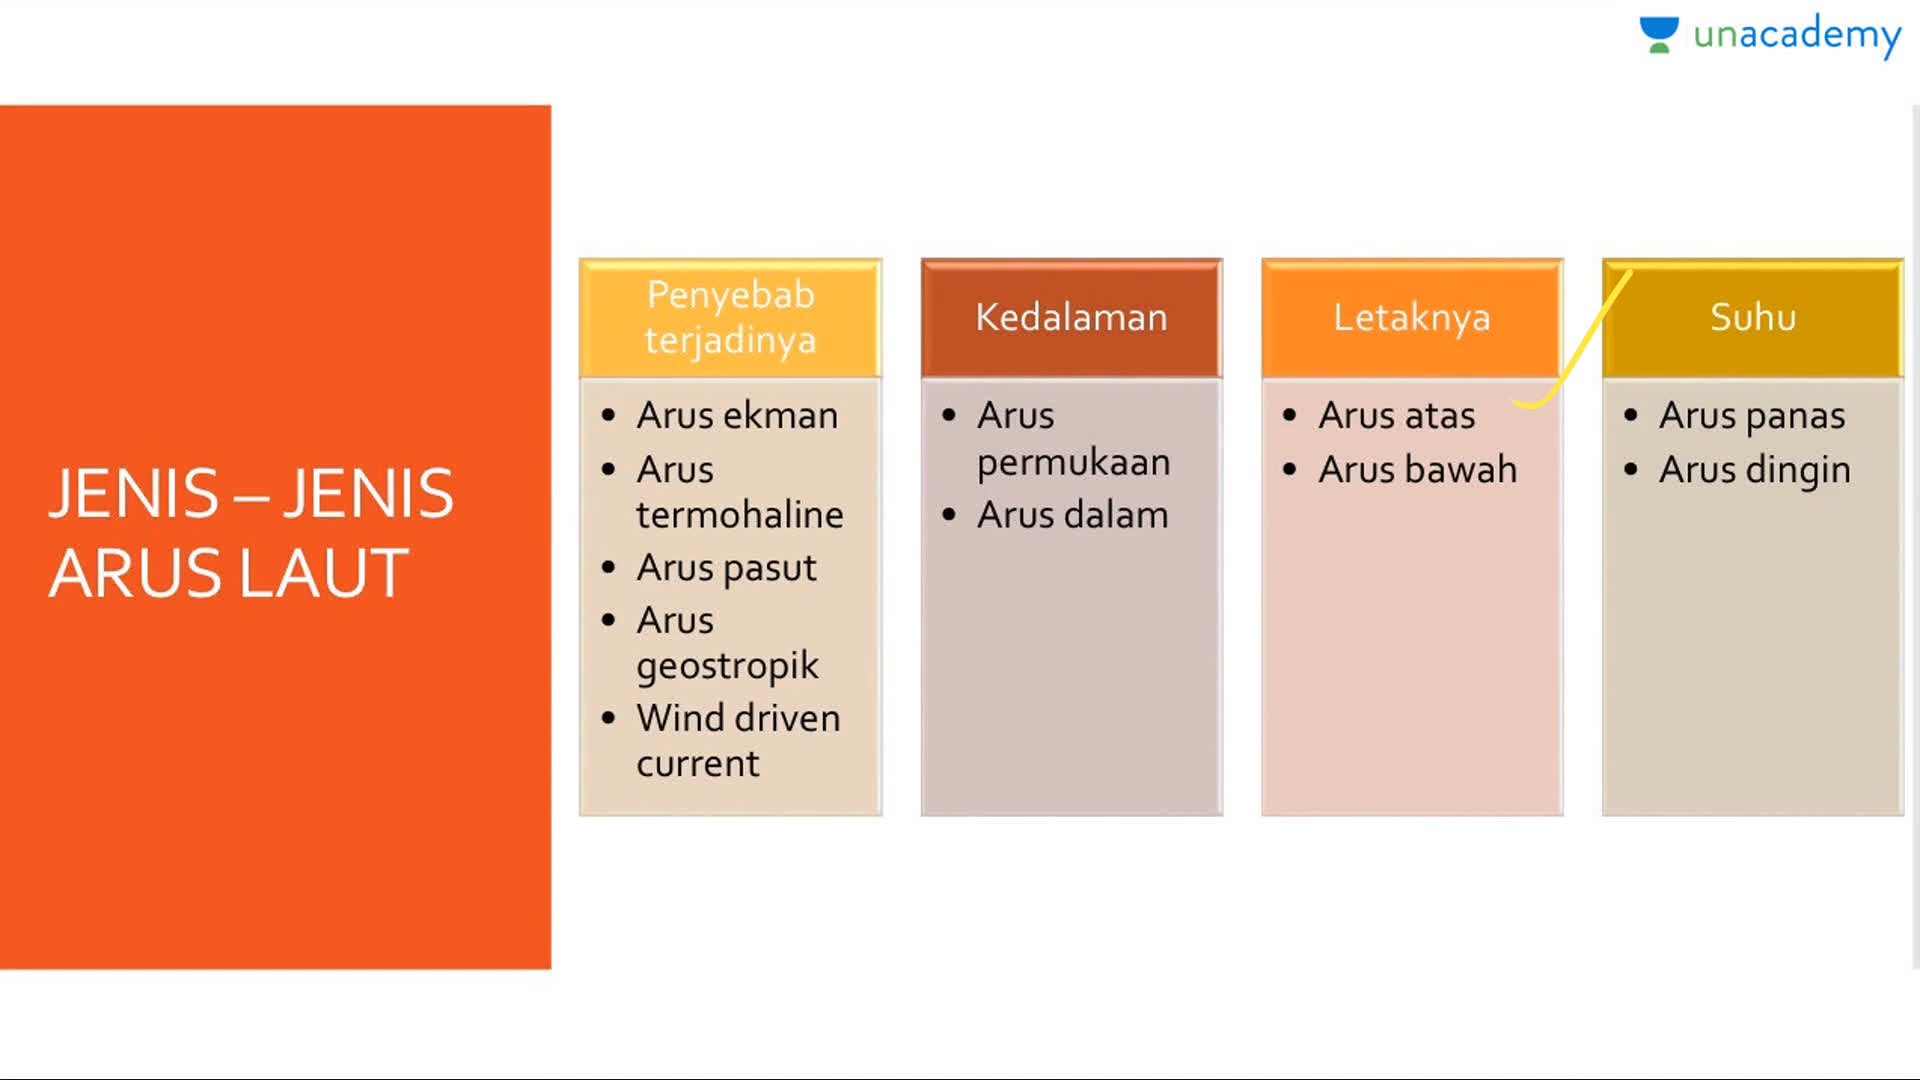 unacademy
JENIS – JENIS
ARUS LAUT
Penyebab
terjadinya
• Arus ekman
• Arus
termohaline
• Arus pasut
• Arus
geostropik
• Wind driven
current
Kedalaman
• Arus
permukaan
• Arus dalam
Letaknya
• Arus atas
• Arus bawah
Suhu
• Arus panas
• Arus dingin